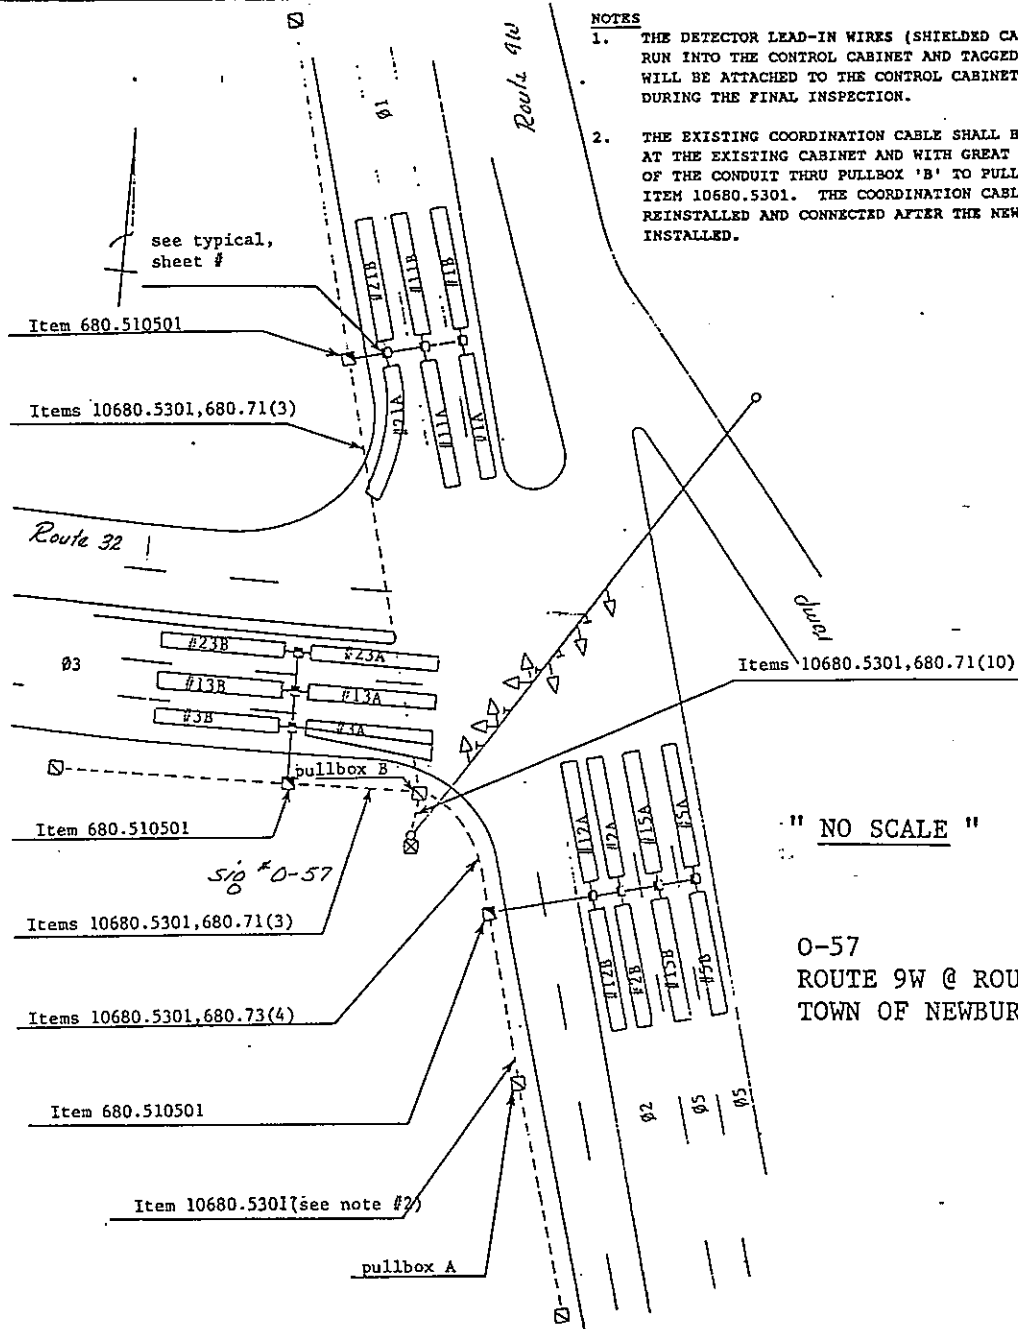 NOTES
1. THE DETECTOR LEAD-IN WIRES (SHIELDED CA
RUN INTO THE CONTROL CABINET AND TAGGED
WILL BE ATTACHED TO THE CONTROL CABINET
DURING THE FINAL INSPECTION.
2. THE EXISTING COORDINATION CABLE SHALL B
AT THE EXISTING CABINET AND WITH GREAT
OF THE CONDUIT THRU PULLBOX 'B' TO PULL
ITEM 10680.5301. THE COORDINATION CABL
REINSTALLED AND CONNECTED AFTER THE NEW
INSTALLED.
Route 9W
Ø1
see typical,
sheet #
#21B
#11B
#1B
Item 680.510501
Items 10680.5301,680.71(3)
#21A
#11A
#1A
Route 32
ramp
Ø3
#23B
#23A
#13B
#13A
#3B
#3A
Items 10680.5301,680.71(10)
pullbox B
Item 680.510501
#12A
#2A
#15A
#5A
" NO SCALE "
sig # O-57
Items 10680.5301,680.71(3)
#12B
#2B
#15B
#5B
O-57
ROUTE 9W @ ROU
TOWN OF NEWBUR
Items 10680.5301,680.73(4)
Item 680.510501
Ø2
Ø5
Ø5
Item 10680.5301(see note #2)
pullbox A